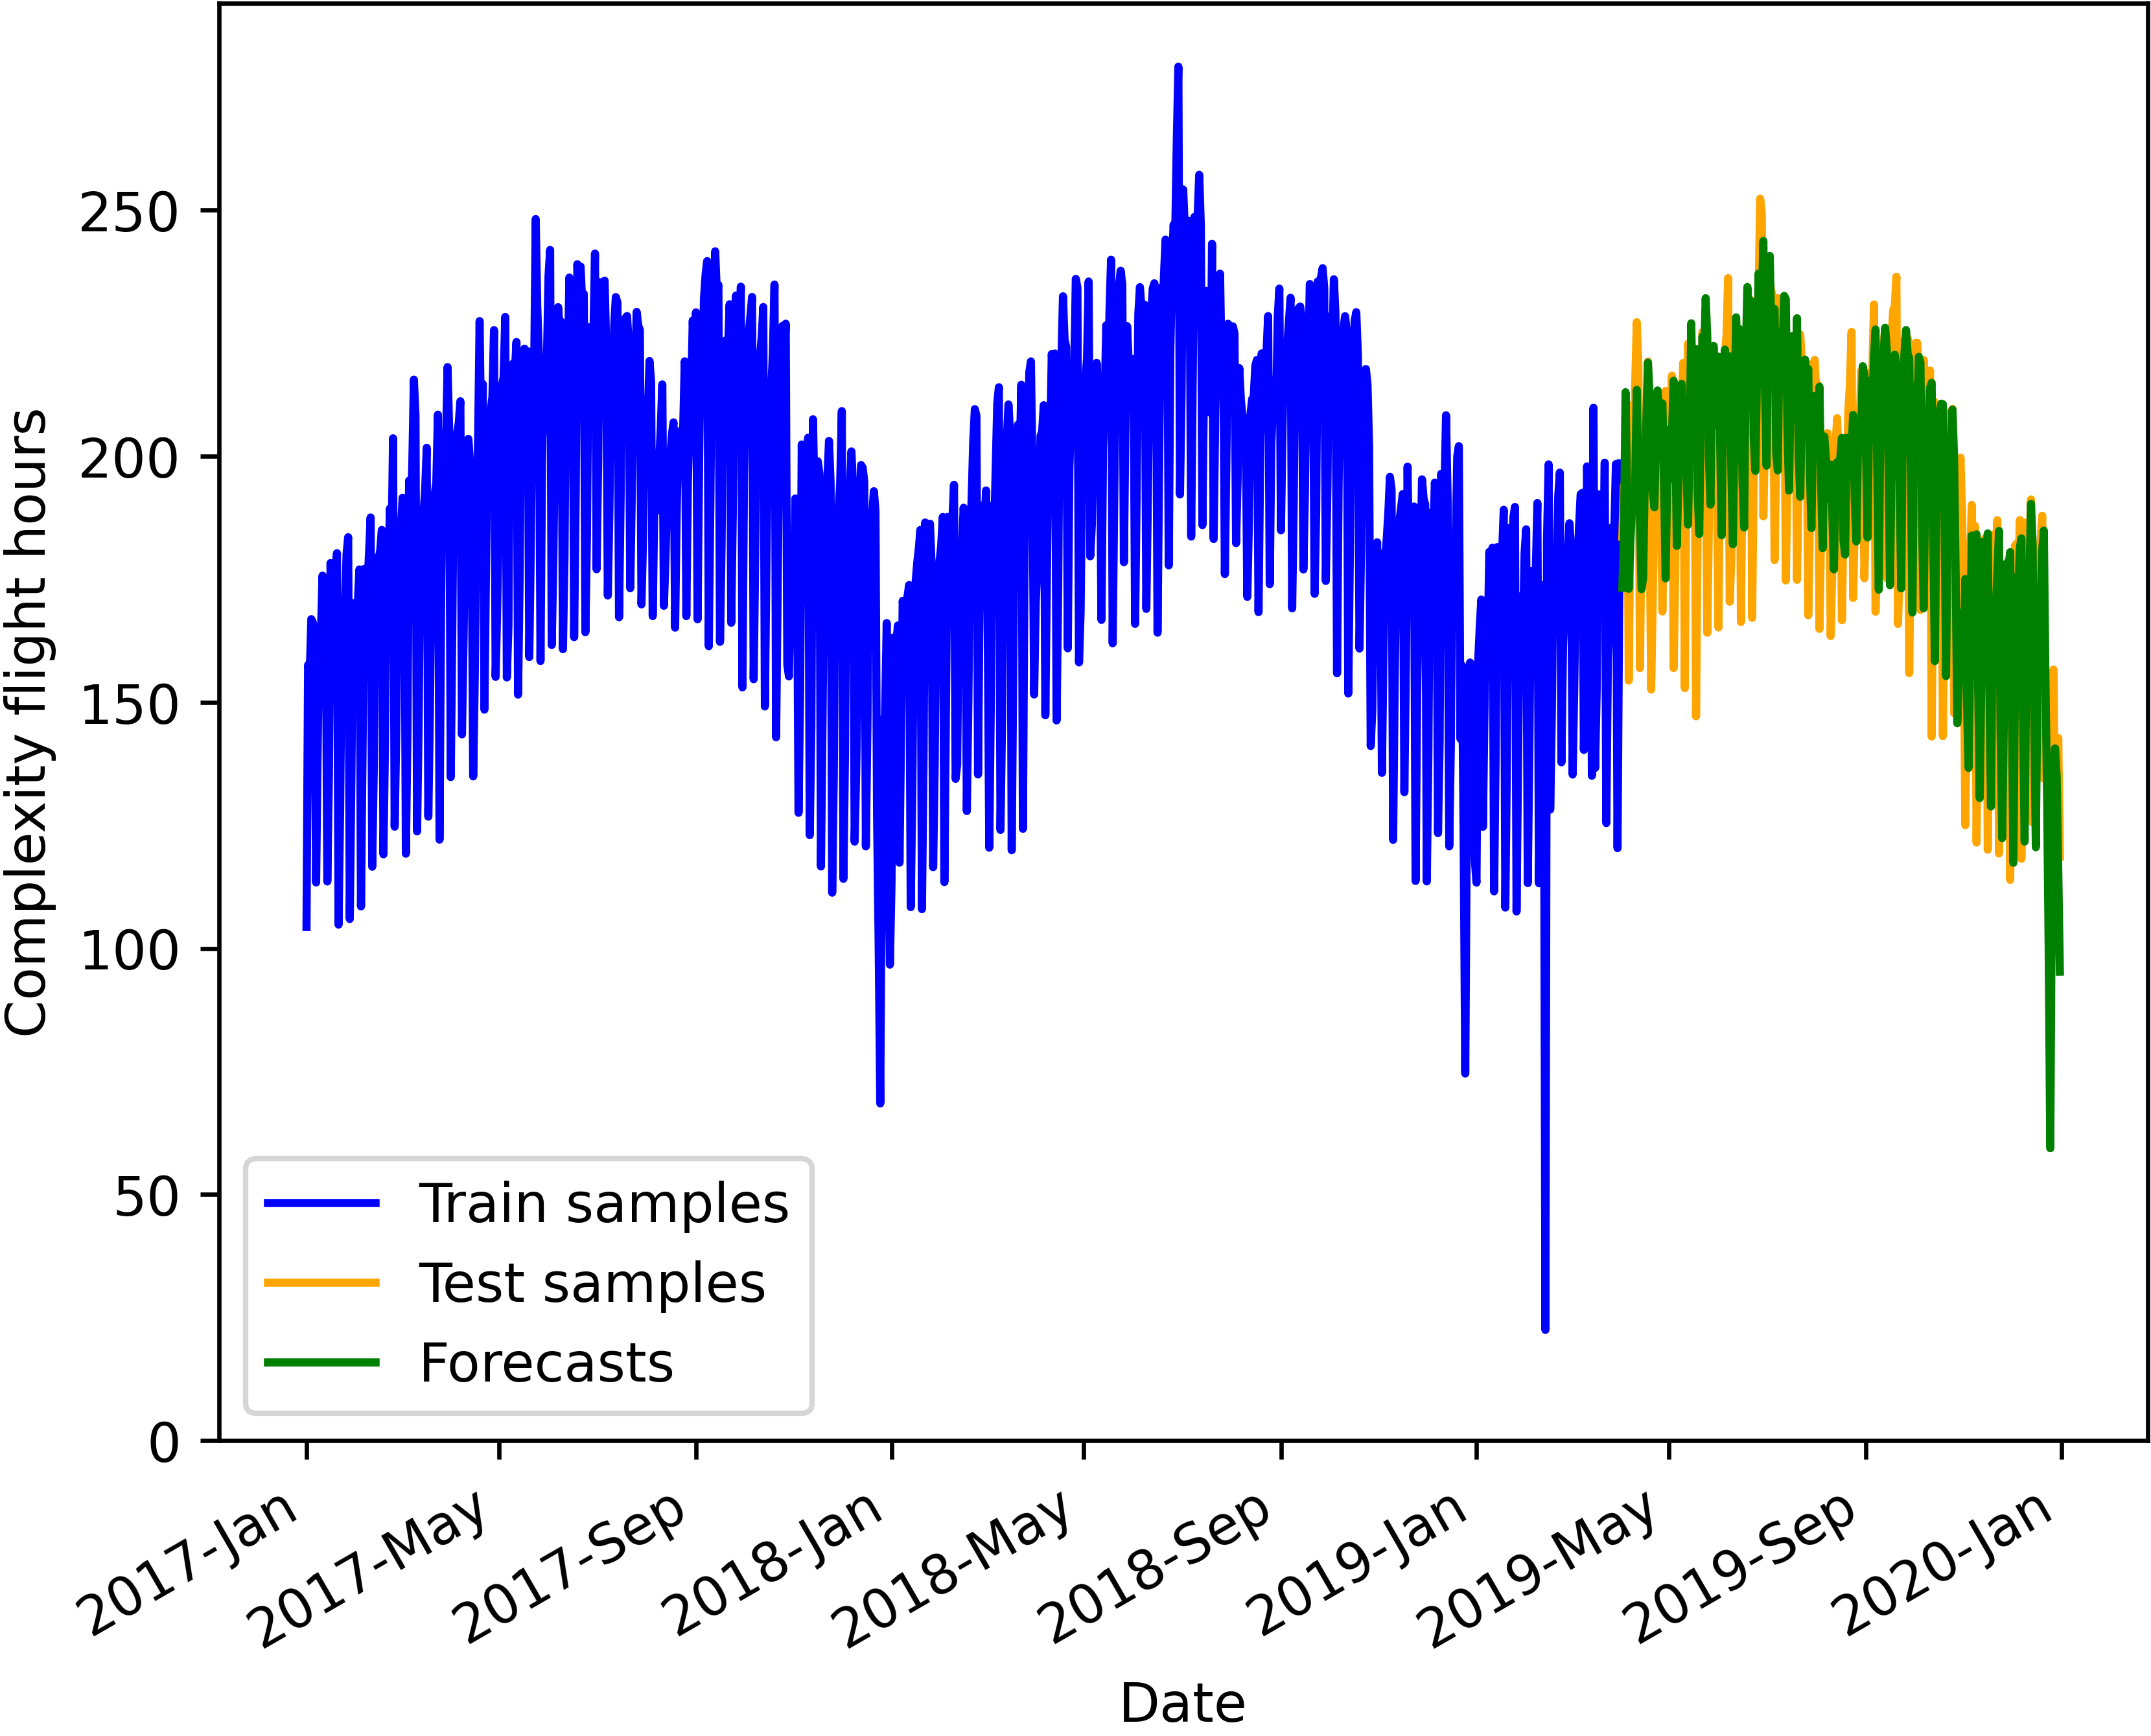 Complexity flight hours
250
200
150
100
50
0
Train samples
Test samples
Forecasts
2017-Jan
2017-May
2017-Sep
2018-Jan
2018-May
2018-Sep
2019-Jan
2019-May
2019-Sep
2020-Jan
Date